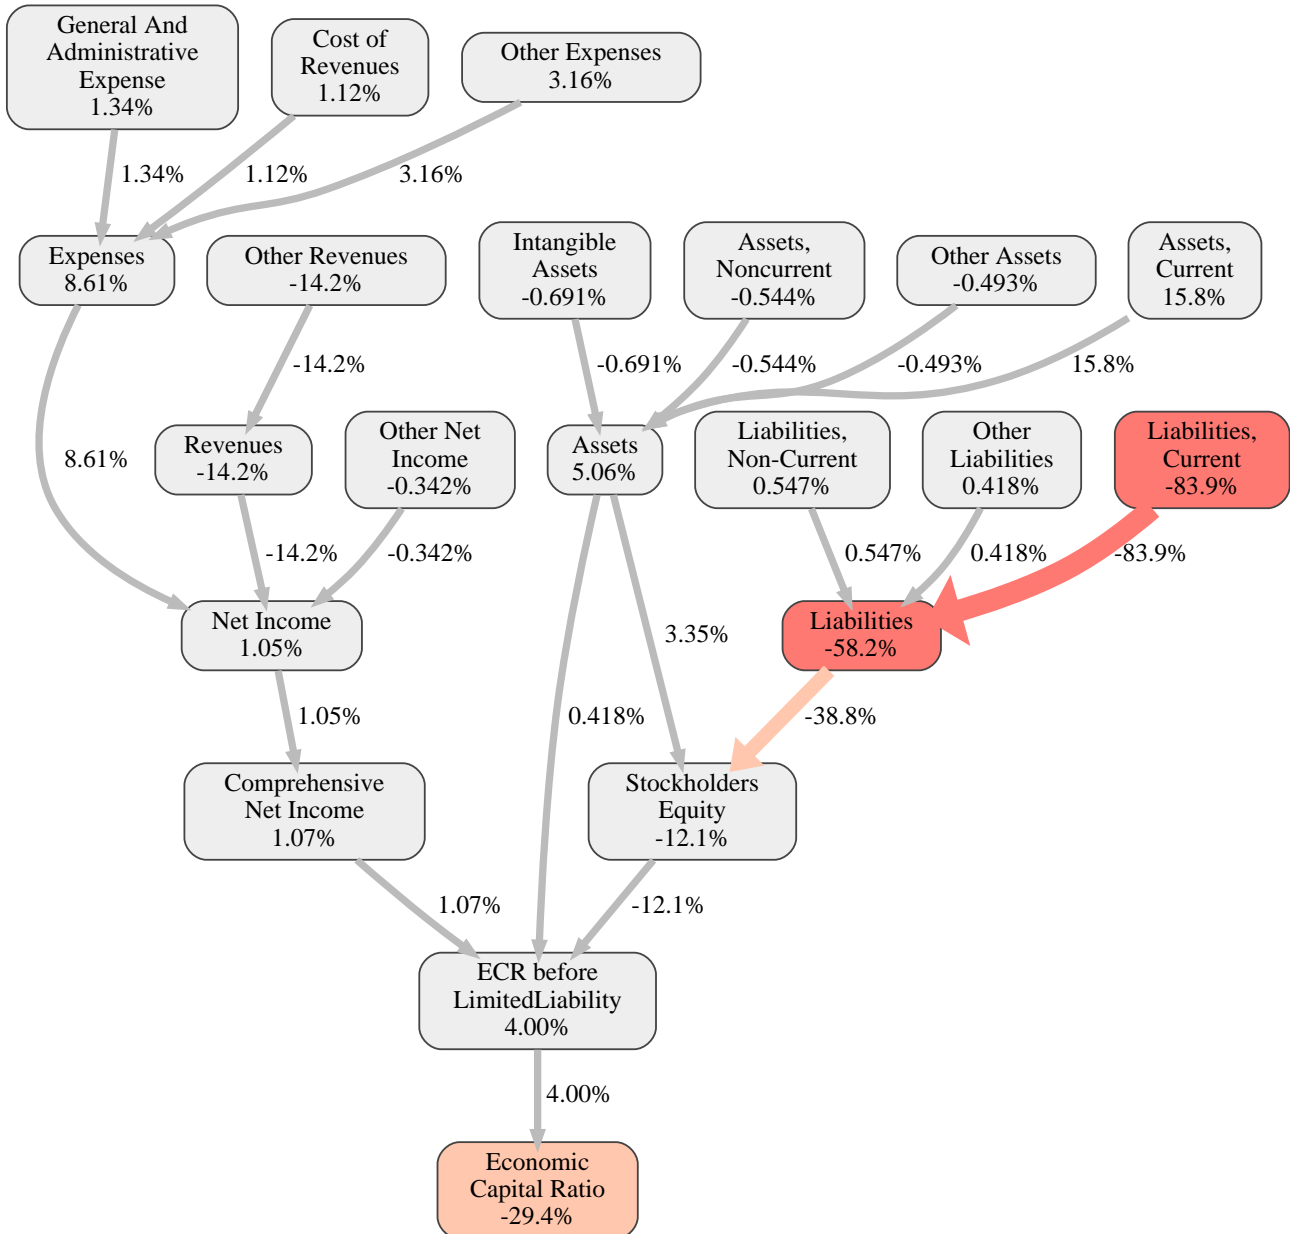 General And
Administrative
Expense
1.34%
Cost of
Revenues
1.12%
Other Expenses
3.16%
1.34%
1.12%
3.16%
Expenses
8.61%
Other Revenues
-14.2%
Intangible
Assets
-0.691%
Assets,
Noncurrent
-0.544%
Other Assets
-0.493%
Assets,
Current
15.8%
-14.2%
-0.691%
-0.544%
-0.493%
15.8%
8.61%
Revenues
-14.2%
Other Net
Income
-0.342%
Assets
5.06%
Liabilities,
Non-Current
0.547%
Other
Liabilities
0.418%
Liabilities,
Current
-83.9%
-14.2%
-0.342%
0.547%
0.418%
-83.9%
Net Income
1.05%
3.35%
Liabilities
-58.2%
1.05%
0.418%
-38.8%
Comprehensive
Net Income
1.07%
Stockholders
Equity
-12.1%
1.07%
-12.1%
ECR before
LimitedLiability
4.00%
4.00%
Economic
Capital Ratio
-29.4%